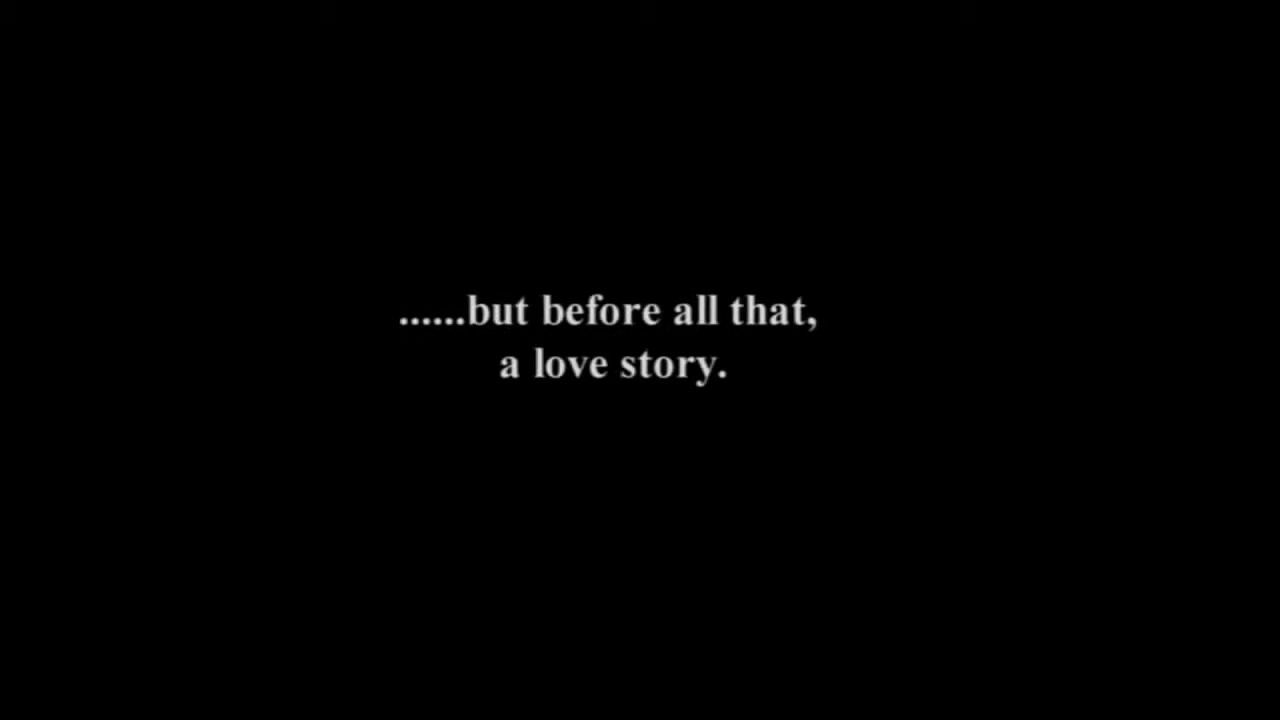 ......but before all that,
a love story.